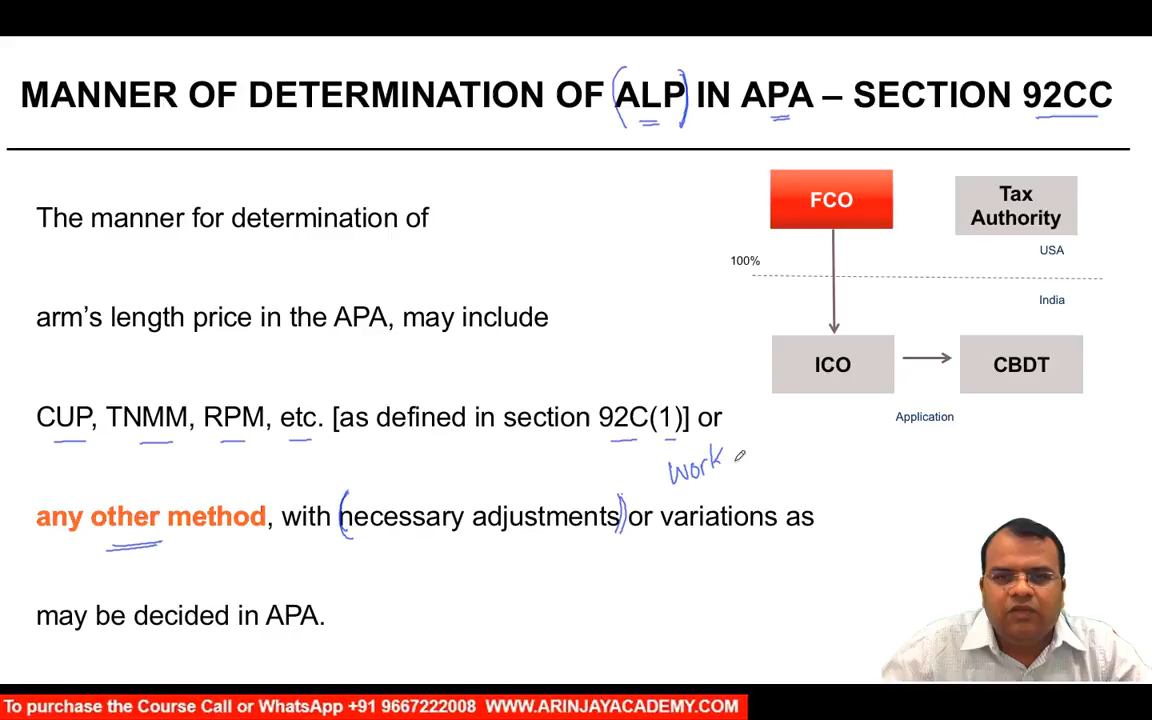 MANNER OF DETERMINATION OF ALP IN APA – SECTION 92CC
The manner for determination of
arm's length price in the APA, may include
CUP, TNMM, RPM, etc. [as defined in section 92C(1)] or
work
any other method, with necessary adjustments or variations as
may be decided in APA.
FCO
Tax
Authority
USA
100%
India
ICO
CBDT
Application
To purchase the Course Call or WhatsApp +91 9667222008 WWW.ARINJAYACADEMY.COM